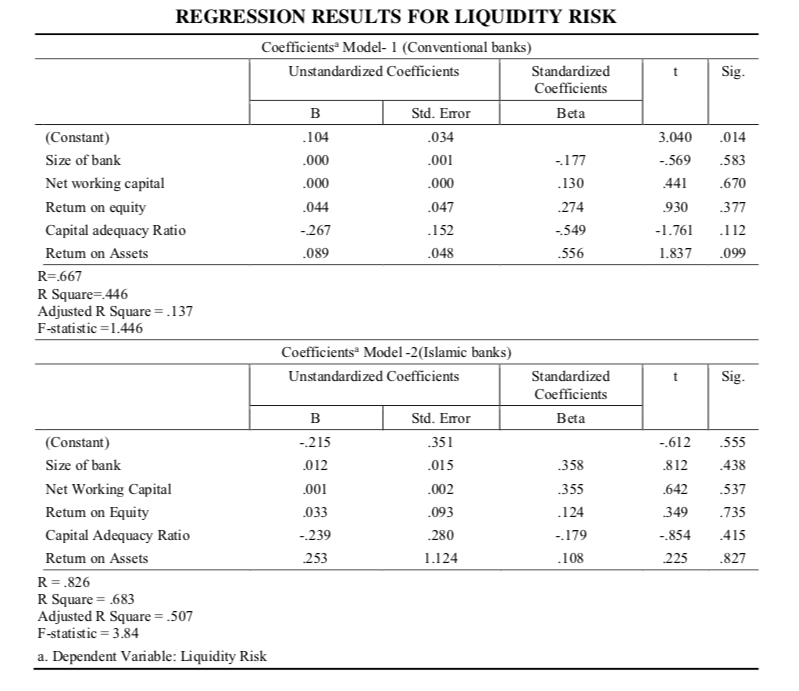 REGRESSION RESULTS FOR LIQUIDITY RISK
Coefficientsᵃ Model- 1 (Conventional banks)
Unstandardized Coefficients Standardized Coefficients t Sig.
B Std. Error Beta
(Constant) .104 .034 3.040 .014
Size of bank .000 .001 -.177 -.569 .583
Net working capital .000 .000 .130 .441 .670
Return on equity .044 .047 .274 .930 .377
Capital adequacy Ratio -.267 .152 -.549 -1.761 .112
Return on Assets .089 .048 .556 1.837 .099
R=.667
R Square=.446
Adjusted R Square = .137
F-statistic =1.446
Coefficientsᵃ Model -2(Islamic banks)
Unstandardized Coefficients Standardized Coefficients t Sig.
B Std. Error Beta
(Constant) -.215 .351 -.612 .555
Size of bank .012 .015 .358 .812 .438
Net Working Capital .001 .002 .355 .642 .537
Return on Equity .033 .093 .124 .349 .735
Capital Adequacy Ratio -.239 .280 -.179 -.854 .415
Return on Assets .253 1.124 .108 .225 .827
R = .826
R Square = .683
Adjusted R Square = .507
F-statistic = 3.84
a. Dependent Variable: Liquidity Risk